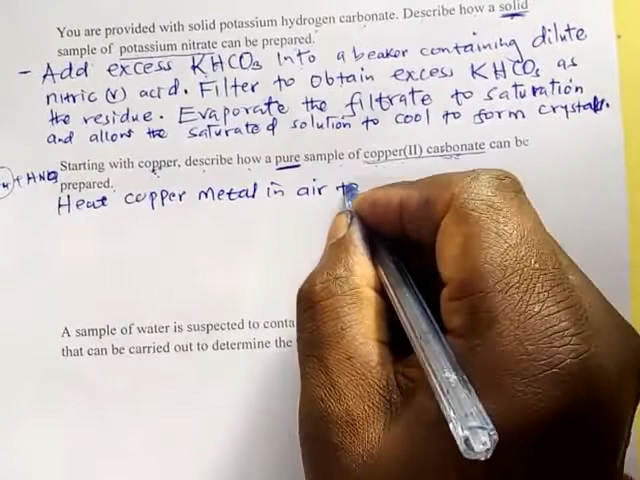 You are provided with solid potassium hydrogen carbonate. Describe how a solid
sample of potassium nitrate can be prepared.
- Add excess KHCO3 into a beaker containing dilute
nitric (V) acid. Filter to obtain excess KHCO3 as
the residue. Evaporate the filtrate to saturation
and allow the saturated solution to cool to form crystals.
Starting with copper, describe how a pure sample of copper(II) carbonate can be
+ HNO3
prepared.
Heat copper metal in air
A sample of water is suspected to
that can be carried out to determine the